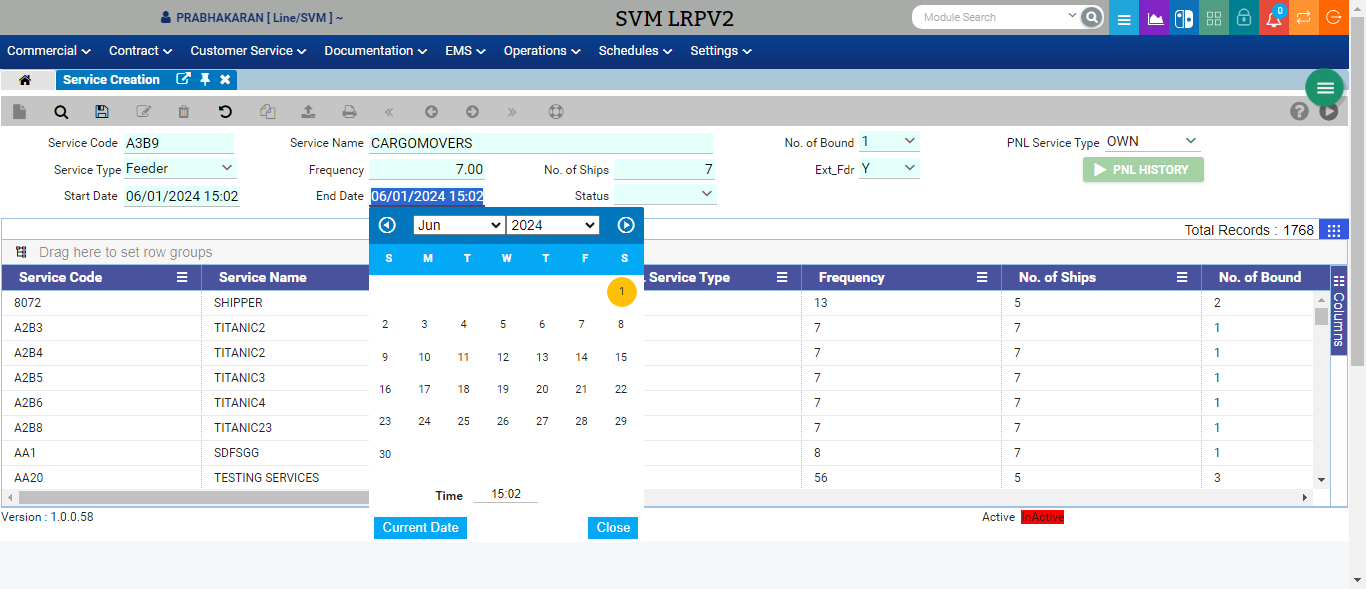 PRABHAKARAN [ Line/SVM ] ~ SVM LRPV2 Module Search 0
Commercial Contract Customer Service Documentation EMS Operations Schedules Settings
Service Creation
Service Code A3B9 Service Name CARGOMOVERS No. of Bound 1 PNL Service Type OWN
Service Type Feeder Frequency 7.00 No. of Ships 7 Ext_Fdr Y PNL HISTORY
Start Date 06/01/2024 15:02 End Date 06/01/2024 15:02 Status
Total Records : 1768
Drag here to set row groups
Service Code Service Name Service Type Frequency No. of Ships No. of Bound
8072 SHIPPER 13 5 2
A2B3 TITANIC2 7 7 1
A2B4 TITANIC2 7 7 1
A2B5 TITANIC3 7 7 1
A2B6 TITANIC4 7 7 1
A2B8 TITANIC23 7 7 1
AA1 SDFSGG 8 7 1
AA20 TESTING SERVICES 56 5 3
Columns
Jun 2024
S M T W T F S
1
2 3 4 5 6 7 8
9 10 11 12 13 14 15
16 17 18 19 20 21 22
23 24 25 26 27 28 29
30
Time 15:02
Current Date Close
Version : 1.0.0.58 Active InActive